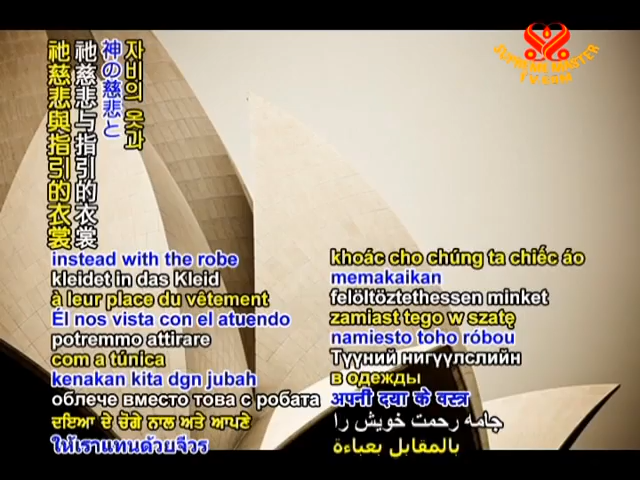 SUPREME MASTER
TV.COM
祂慈悲與指引的衣裳
祂慈悲与指引的衣裳
神の慈悲と
자비의 옷과
instead with the robe
kleidet in das Kleid
à leur place du vêtement
Él nos vista con el atuendo
potremmo attirare
com a túnica
kenakan kita dgn jubah
облече вместо това с робата
ਦਇਆ ਦੇ ਚੋਗੇ ਨਾਲ ਅਤੇ ਆਪਣੇ
ให้เราแทนด้วยจีวร
khoác cho chúng ta chiếc áo
memakaikan
felöltöztethessen minket
zamiast tego w szatę
namiesto toho róbou
Түүний нигүүлслийн
в одежды
अपनी दया के वस्त्र
جامه رحمت خویش را
بالمقابل بعباءة